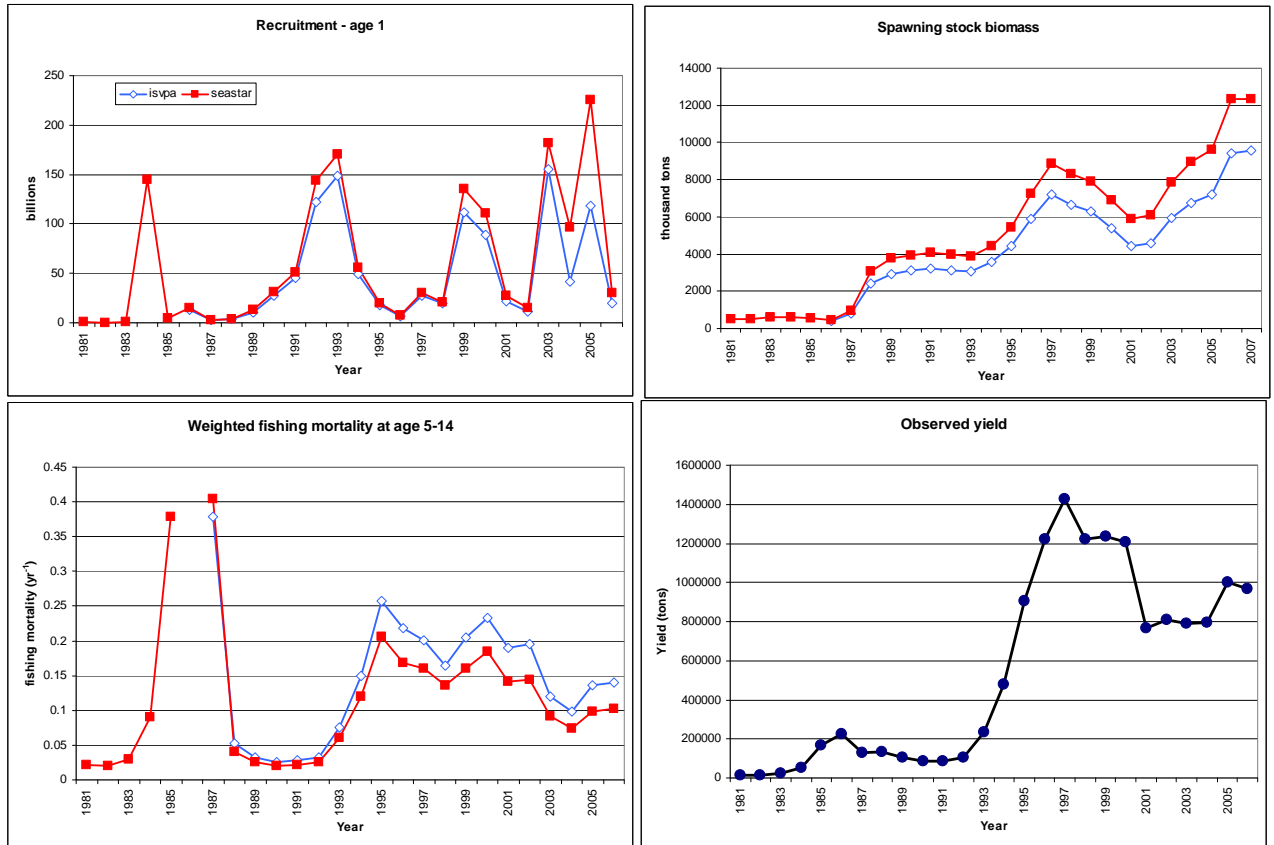 Recruitment - age 1
250
200
150
100
50
0
billions
isvpa seastar
1981 1983 1985 1987 1989 1991 1993 1995 1997 1999 2001 2003 2005
Year
Spawning stock biomass
14000
12000
10000
8000
6000
4000
2000
0
thousand tons
1981 1983 1985 1987 1989 1991 1993 1995 1997 1999 2001 2003 2005 2007
Year
Weighted fishing mortality at age 5-14
0.45
0.4
0.35
0.3
0.25
0.2
0.15
0.1
0.05
0
fishing mortality (yr-1)
1981 1983 1985 1987 1989 1991 1993 1995 1997 1999 2001 2003 2005
Year
Observed yield
1600000
1400000
1200000
1000000
800000
600000
400000
200000
0
Yield (tons)
1981 1983 1985 1987 1989 1991 1993 1995 1997 1999 2001 2003 2005
Year